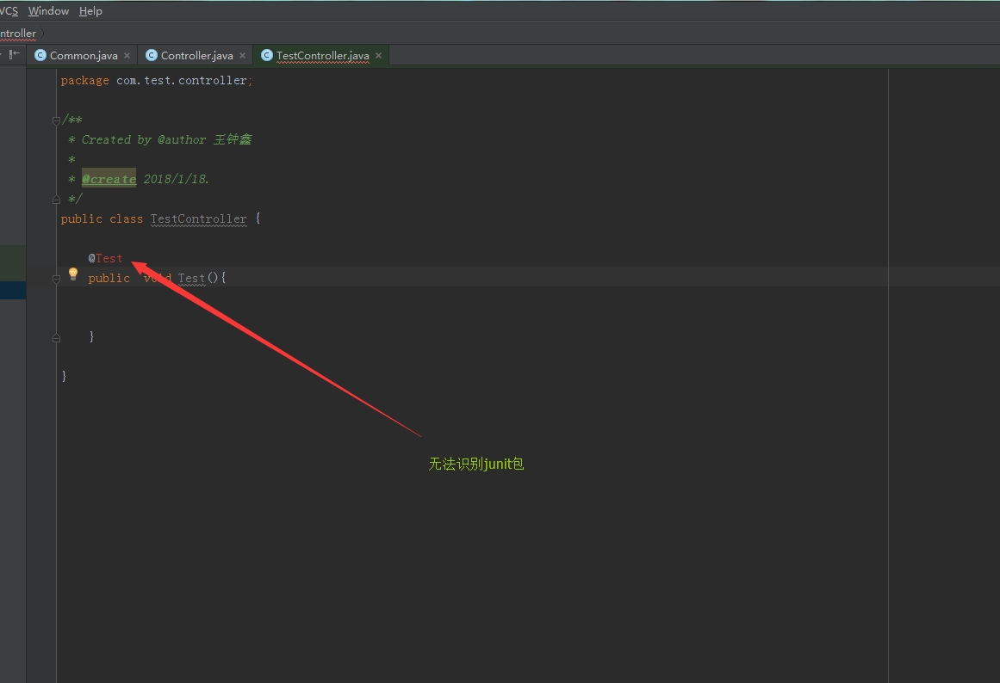 VCS Window Help
ntroller
Common.java Controller.java TestController.java
package com.test.controller;
/**
* Created by @author 王钟鑫
*
* @create 2018/1/18.
*/
public class TestController {
@Test
public void Test(){
}
}
无法识别junit包